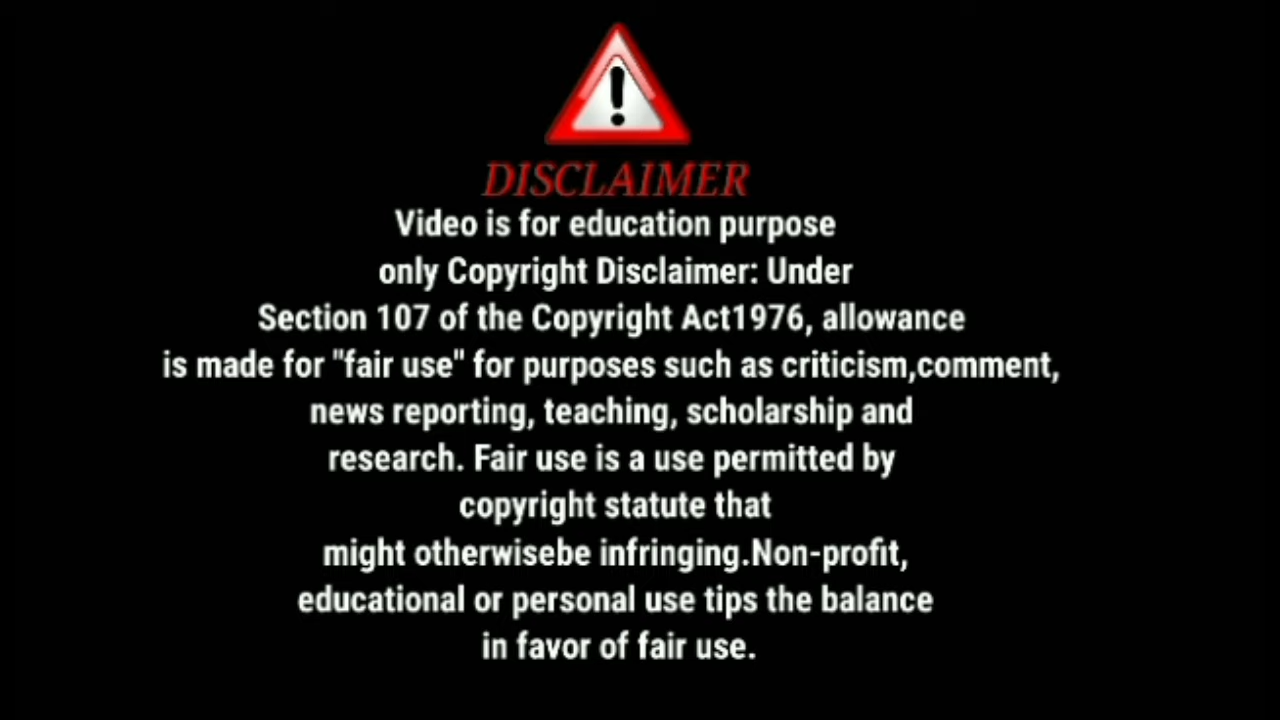 DISCLAIMER
Video is for education purpose
only Copyright Disclaimer: Under
Section 107 of the Copyright Act1976, allowance
is made for "fair use" for purposes such as criticism,comment,
news reporting, teaching, scholarship and
research. Fair use is a use permitted by
copyright statute that
might otherwisebe infringing.Non-profit,
educational or personal use tips the balance
in favor of fair use.